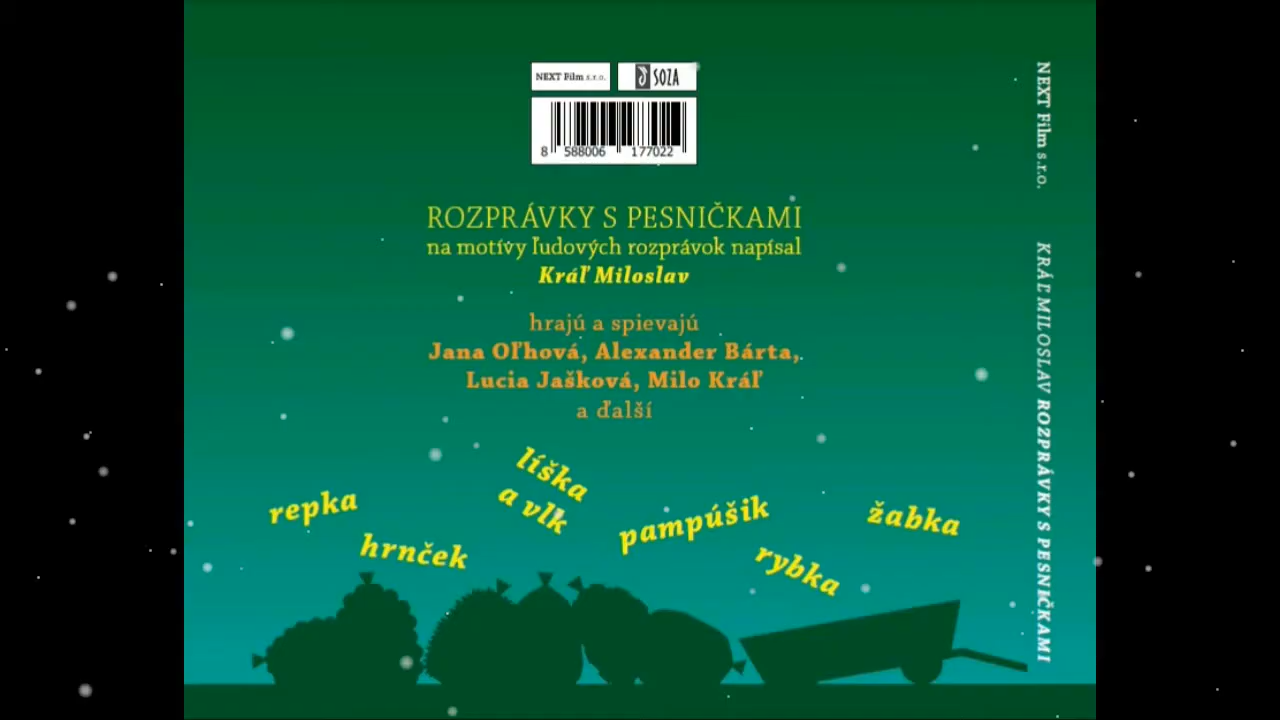 NEXT Film s.r.o.
SOZA
8 588006 177022
ROZPRÁVKY S PESNIČKAMI
na motívy ľudových rozprávok napísal
Kráľ Miloslav
hrajú a spievajú
Jana Oľhová, Alexander Bárta,
Lucia Jašková, Milo Kráľ
a ďalší
repka
hrnček
líška
a vlk
pampúšik
rybka
žabka
NEXT Film s.r.o.
KRÁĽ MILOSLAV ROZPRÁVKY S PESNIČKAMI